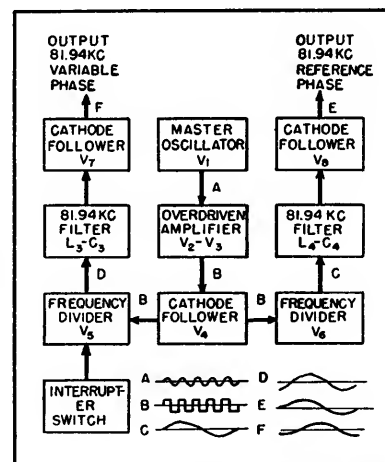 OUTPUT
81.94KC
VARIABLE
PHASE
OUTPUT
81.94KC
REFERENCE
PHASE
F
E
CATHODE
FOLLOWER
V7
MASTER
OSCILLATOR
V1
CATHODE
FOLLOWER
V8
A
81.94 KC
FILTER
L3-C3
OVERDRIVEN
AMPLIFIER
V2-V3
81.94 KC
FILTER
L4-C4
D
B
C
FREQUENCY
DIVIDER
V5
B
CATHODE
FOLLOWER
V4
B
FREQUENCY
DIVIDER
V6
INTERRUPT-
ER
SWITCH
A
D
B
E
C
F